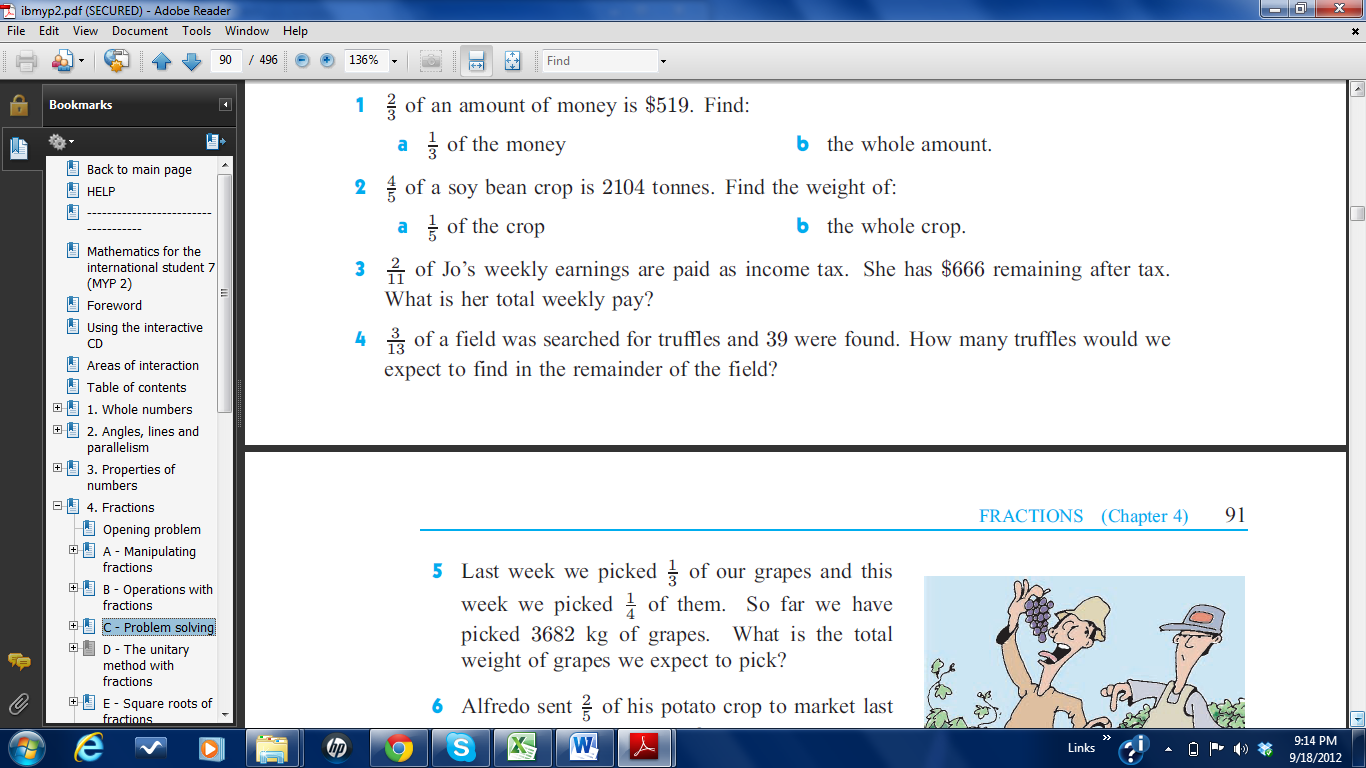 ibmyp2.pdf (SECURED) - Adobe Reader
File Edit View Document Tools Window Help
90 / 496 136% Find
Bookmarks
Back to main page
HELP
-------------------------
-----------
Mathematics for the
international student 7
(MYP 2)
Foreword
Using the interactive
CD
Areas of interaction
Table of contents
1. Whole numbers
2. Angles, lines and
parallelism
3. Properties of
numbers
4. Fractions
Opening problem
A - Manipulating
fractions
B - Operations with
fractions
C - Problem solving
D - The unitary
method with
fractions
E - Square roots of
fractions
1 2/3 of an amount of money is $519. Find:
a 1/3 of the money b the whole amount.
2 4/5 of a soy bean crop is 2104 tonnes. Find the weight of:
a 1/5 of the crop b the whole crop.
3 2/11 of Jo's weekly earnings are paid as income tax. She has $666 remaining after tax.
What is her total weekly pay?
4 3/13 of a field was searched for truffles and 39 were found. How many truffles would we
expect to find in the remainder of the field?
FRACTIONS (Chapter 4) 91
5 Last week we picked 1/3 of our grapes and this
week we picked 1/4 of them. So far we have
picked 3682 kg of grapes. What is the total
weight of grapes we expect to pick?
6 Alfredo sent 2/5 of his potato crop to market last
hp
Links 9:14 PM
9/18/2012